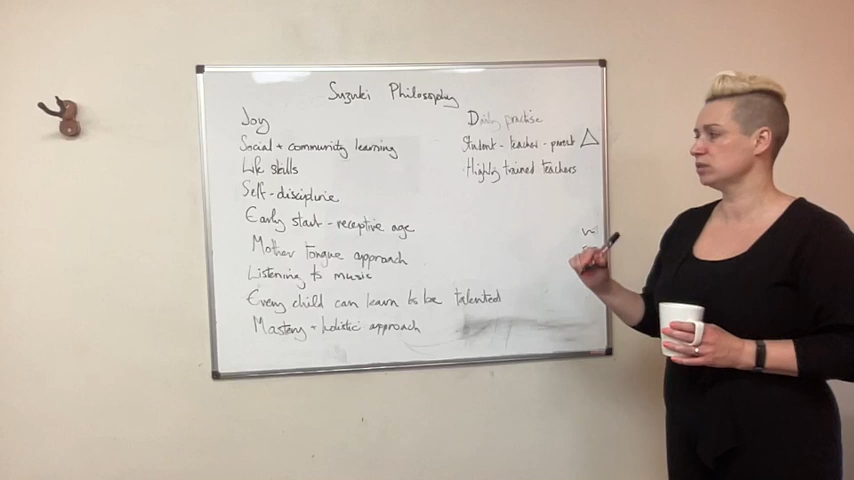 Suzuki Philosophy
Joy
Social + community learning
Life skills
Self-discipline
Early start - receptive age
Mother Tongue approach
Listening to music
Every child can learn to be talented
Mastery + holistic approach
Daily practise
Student - teacher - parent
Highly trained teachers